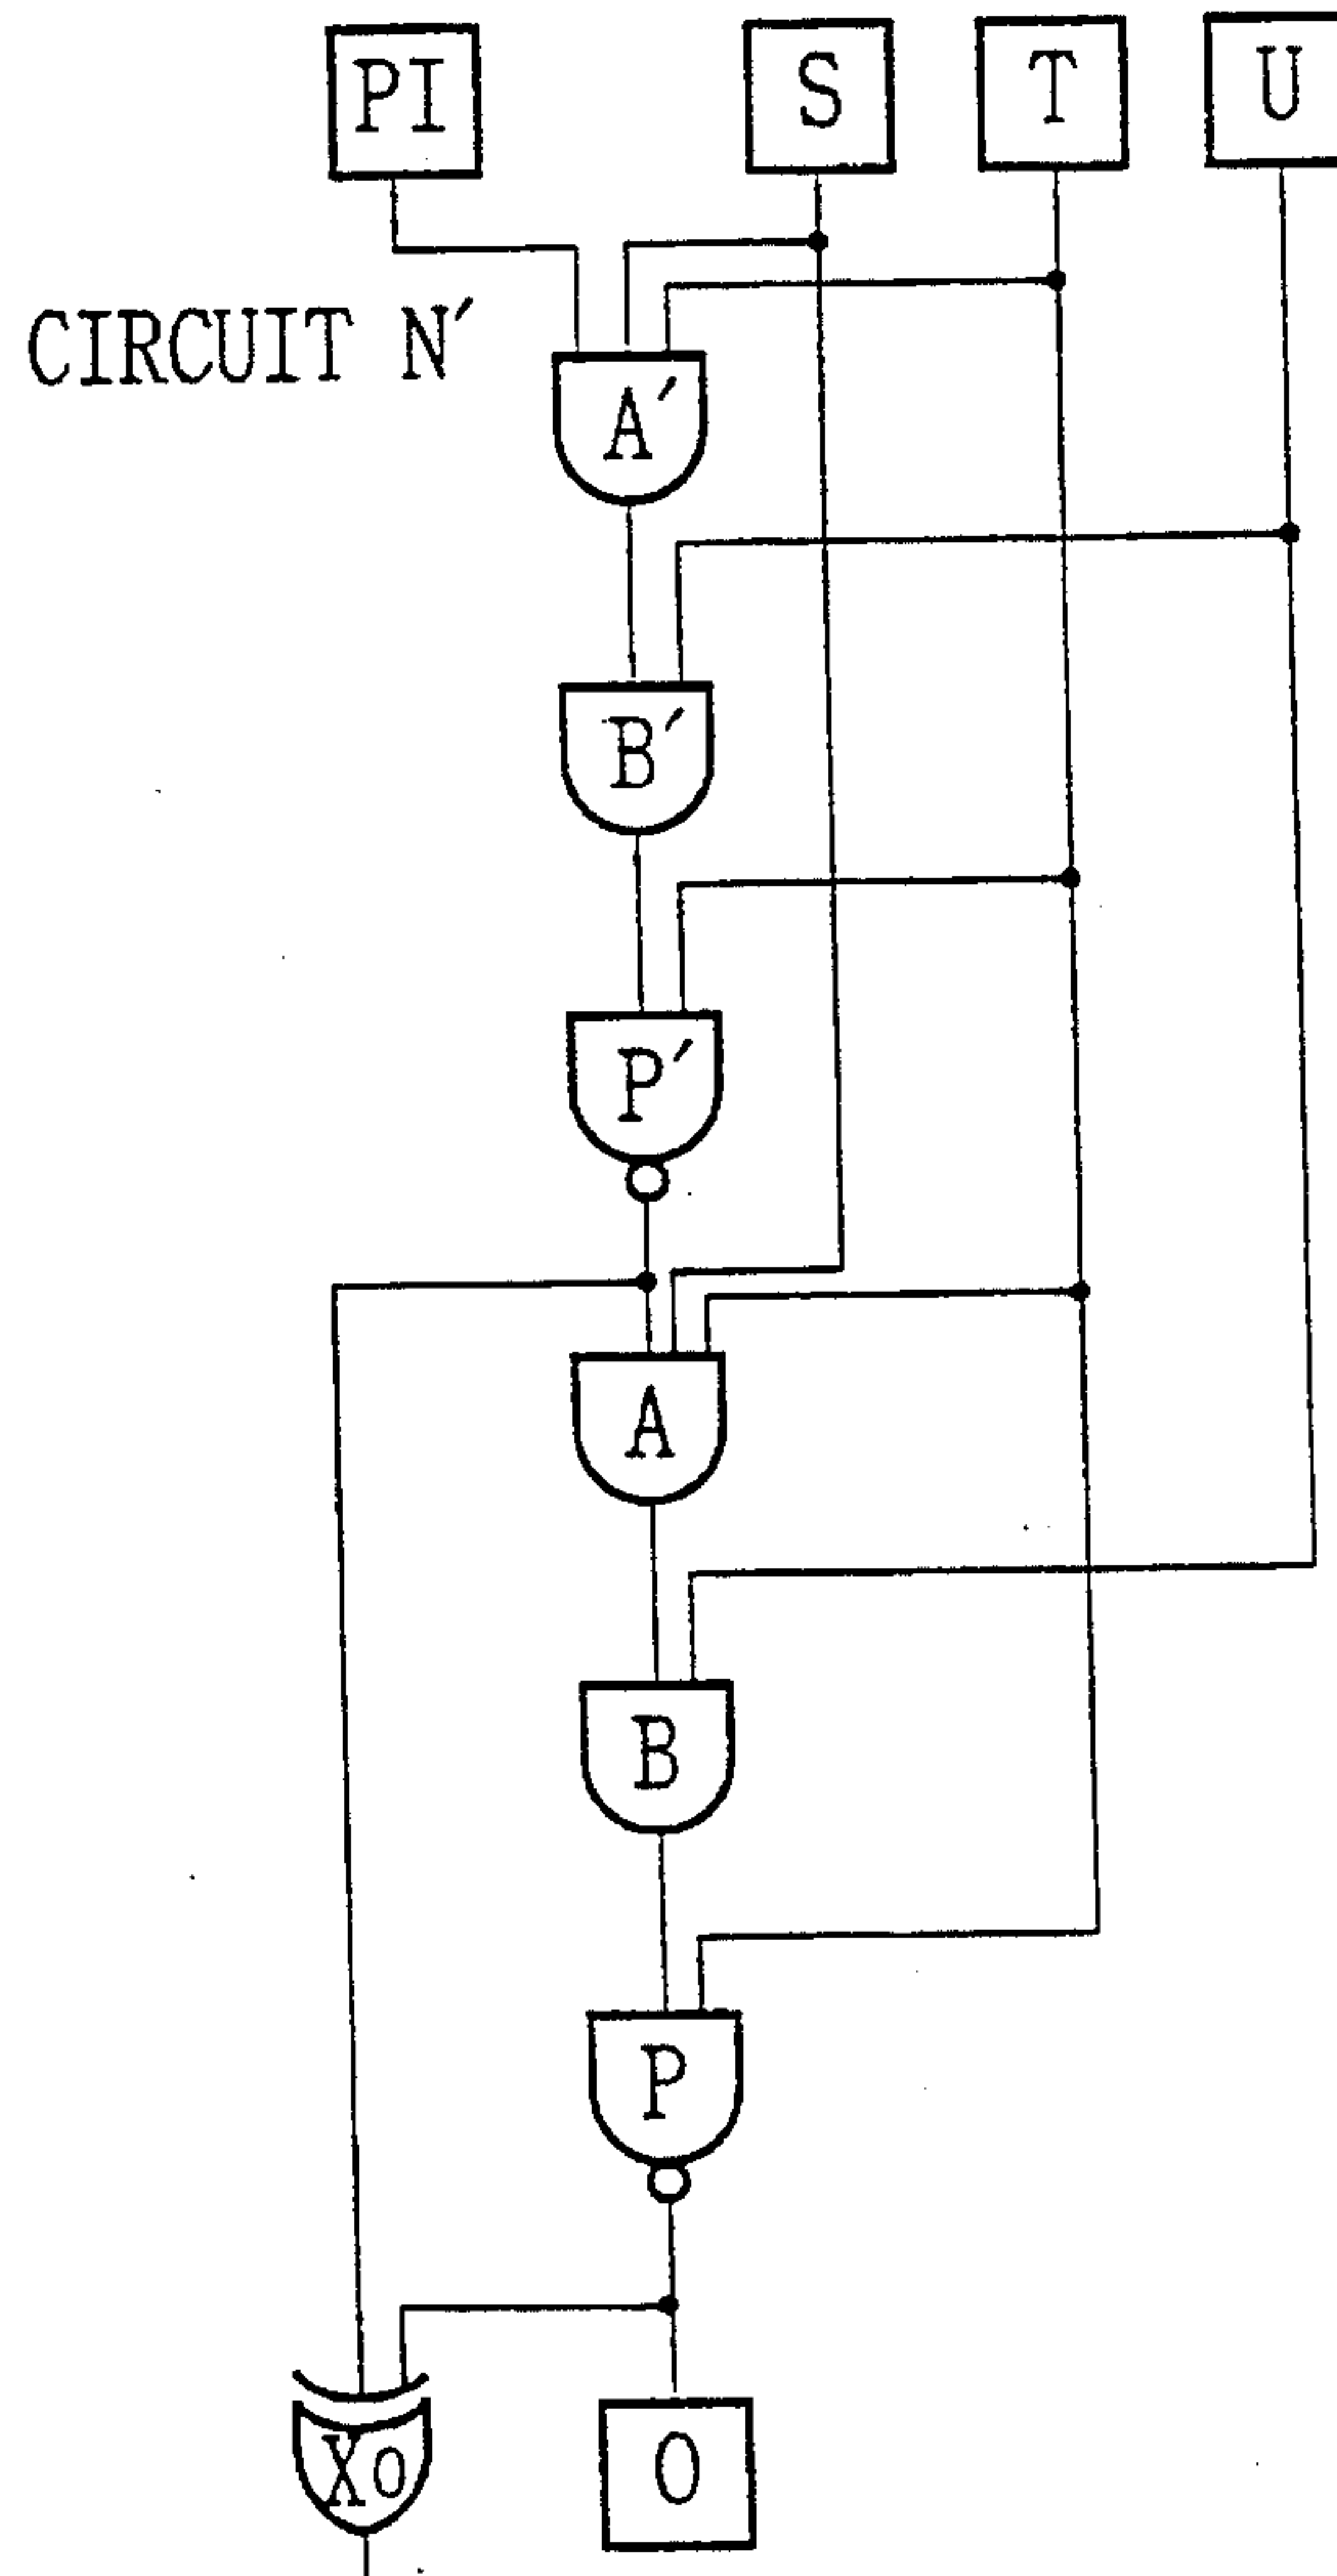 PI S T U
CIRCUIT N′
A′
B′
P′
A
B
P
Xo O